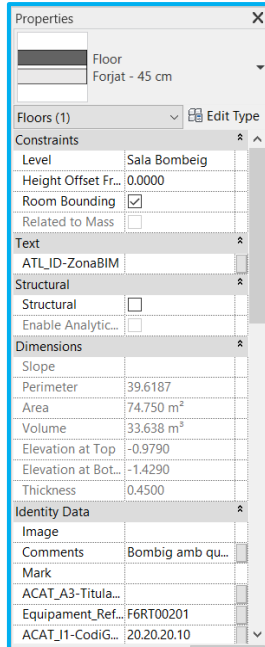 Properties
Floor
Forjat - 45 cm
Floors (1) Edit Type
Constraints
Level Sala Bombeig
Height Offset Fr... 0.0000
Room Bounding
Related to Mass
Text
ATL_ID-ZonaBIM
Structural
Structural
Enable Analytic...
Dimensions
Slope
Perimeter 39.6187
Area 74.750 m²
Volume 33.638 m³
Elevation at Top -0.9790
Elevation at Bot... -1.4290
Thickness 0.4500
Identity Data
Image
Comments Bombig amb qu...
Mark
ACAT_A3-Titula...
Equipament_Ref... F6RT00201
ACAT_I1-CodiG... 20.20.20.10